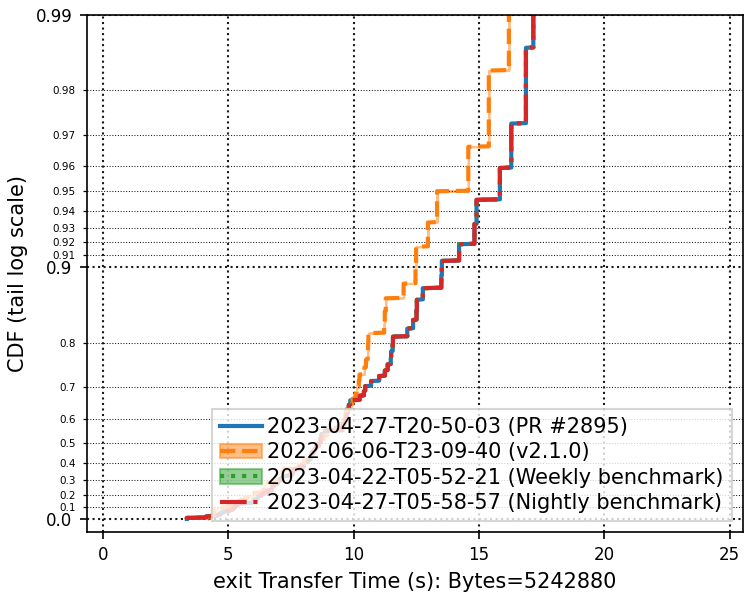 0.99
0.98
0.97
0.96
0.95
0.94
0.93
0.92
0.91
0.9
0.8
0.7
0.6
0.5
0.4
0.3
0.2
0.1
0.0
CDF (tail log scale)
2023-04-27-T20-50-03 (PR #2895)
2022-06-06-T23-09-40 (v2.1.0)
2023-04-22-T05-52-21 (Weekly benchmark)
2023-04-27-T05-58-57 (Nightly benchmark)
0 5 10 15 20 25
exit Transfer Time (s): Bytes=5242880